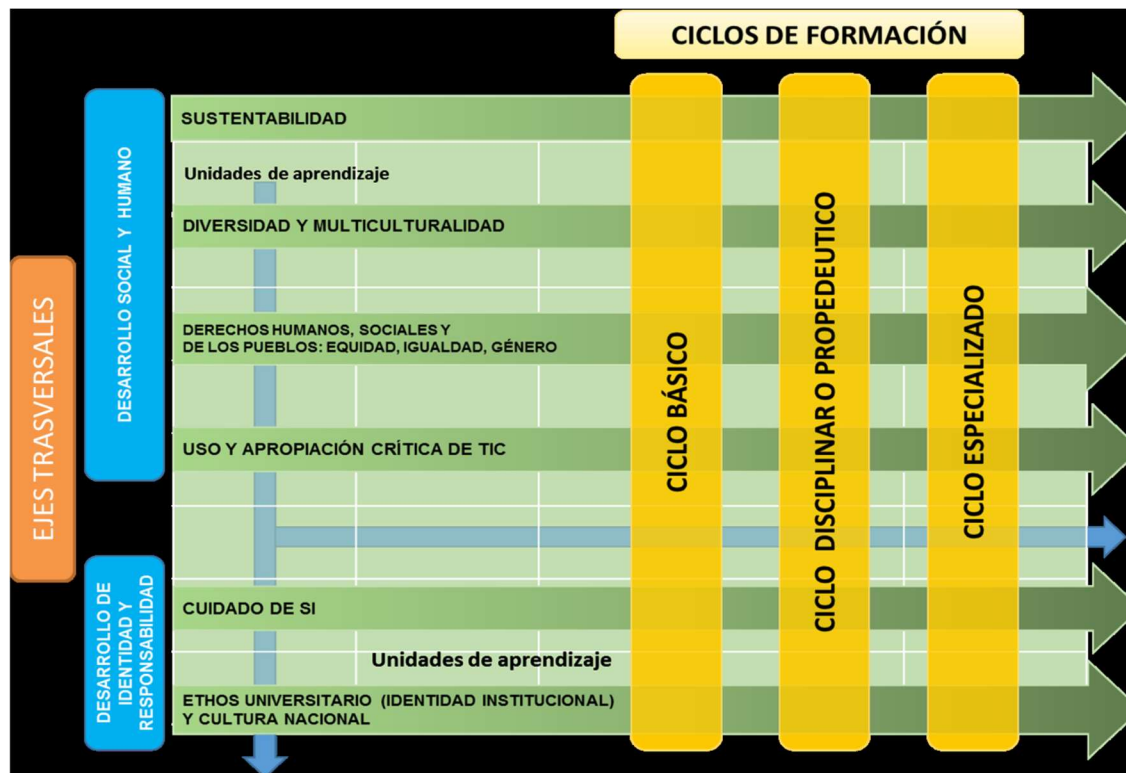 CICLOS DE FORMACIÓN
EJES TRASVERSALES
DESARROLLO SOCIAL Y HUMANO
SUSTENTABILIDAD
Unidades de aprendizaje
DIVERSIDAD Y MULTICULTURALIDAD
DERECHOS HUMANOS, SOCIALES Y
DE LOS PUEBLOS: EQUIDAD, IGUALDAD, GÉNERO
USO Y APROPIACIÓN CRÍTICA DE TIC
DESARROLLO DE
IDENTIDAD Y
RESPONSABILIDAD
CUIDADO DE SI
Unidades de aprendizaje
ETHOS UNIVERSITARIO (IDENTIDAD INSTITUCIONAL)
Y CULTURA NACIONAL
CICLO BÁSICO
CICLO DISCIPLINAR O PROPEDEUTICO
CICLO ESPECIALIZADO